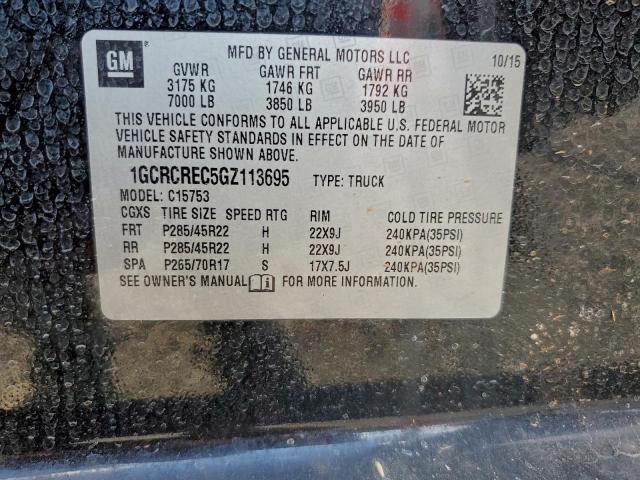 GM
MFD BY GENERAL MOTORS LLC 10/15
GVWR GAWR FRT GAWR RR
3175 KG 1746 KG 1792 KG
7000 LB 3850 LB 3950 LB
THIS VEHICLE CONFORMS TO ALL APPLICABLE U.S. FEDERAL MOTOR
VEHICLE SAFETY STANDARDS IN EFFECT ON THE DATE OF
MANUFACTURE SHOWN ABOVE.
1GCRCREC5GZ113695 TYPE: TRUCK
MODEL: C15753
CGXS TIRE SIZE SPEED RTG RIM COLD TIRE PRESSURE
FRT P285/45R22 H 22X9J 240KPA(35PSI)
RR P285/45R22 H 22X9J 240KPA(35PSI)
SPA P265/70R17 S 17X7.5J 240KPA(35PSI)
SEE OWNER'S MANUAL i FOR MORE INFORMATION.